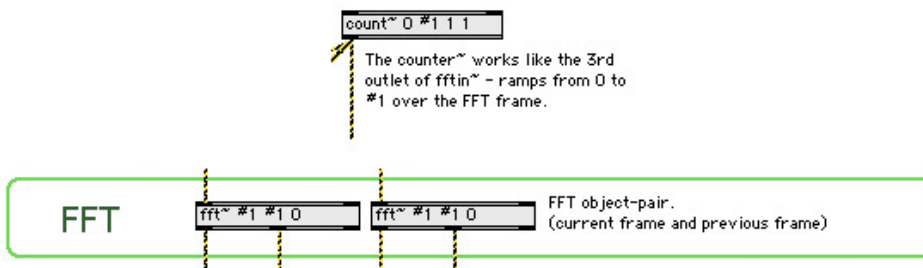 count~ 0 #1 1 1
The counter~ works like the 3rd
outlet of fftin~ - ramps from 0 to
#1 over the FFT frame.
FFT
fft~ #1 #1 0
fft~ #1 #1 0
FFT object-pair.
(current frame and previous frame)